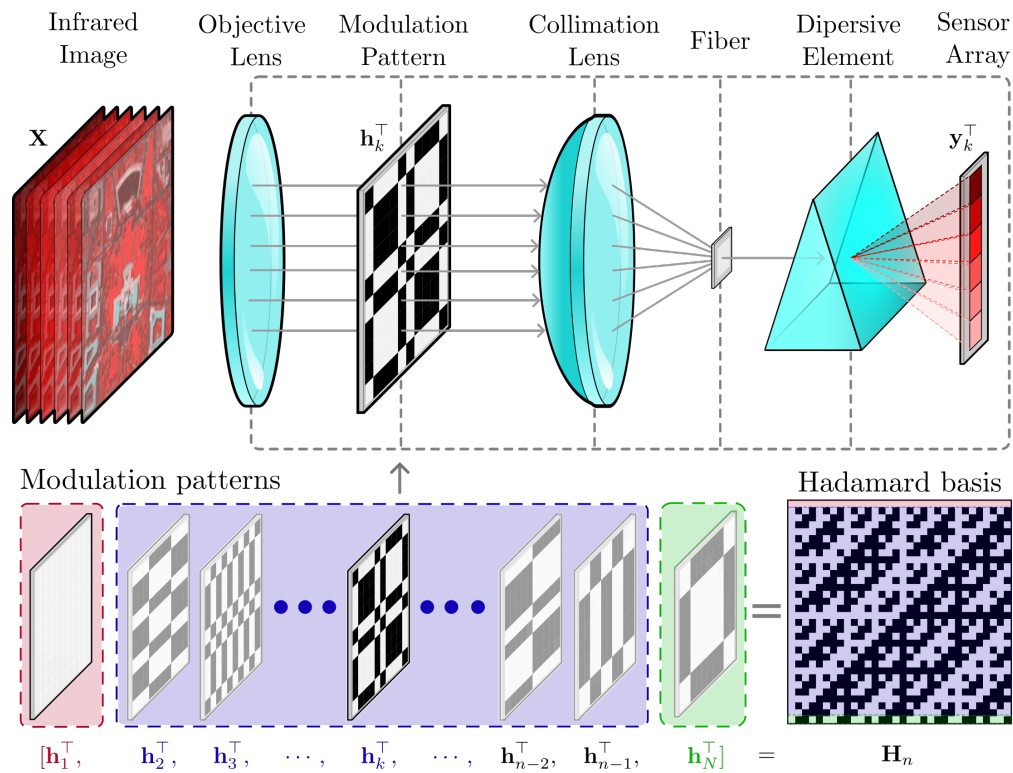 Infrared Image
Objective Lens
Modulation Pattern
Collimation Lens
Fiber
Dipersive Element
Sensor Array
X
h_k^⊤
y_k^⊤
Modulation patterns
Hadamard basis
[h_1^⊤, h_2^⊤, h_3^⊤, ⋯, h_k^⊤, ⋯, h_{n−2}^⊤, h_{n−1}^⊤, h_N^⊤] = H_n